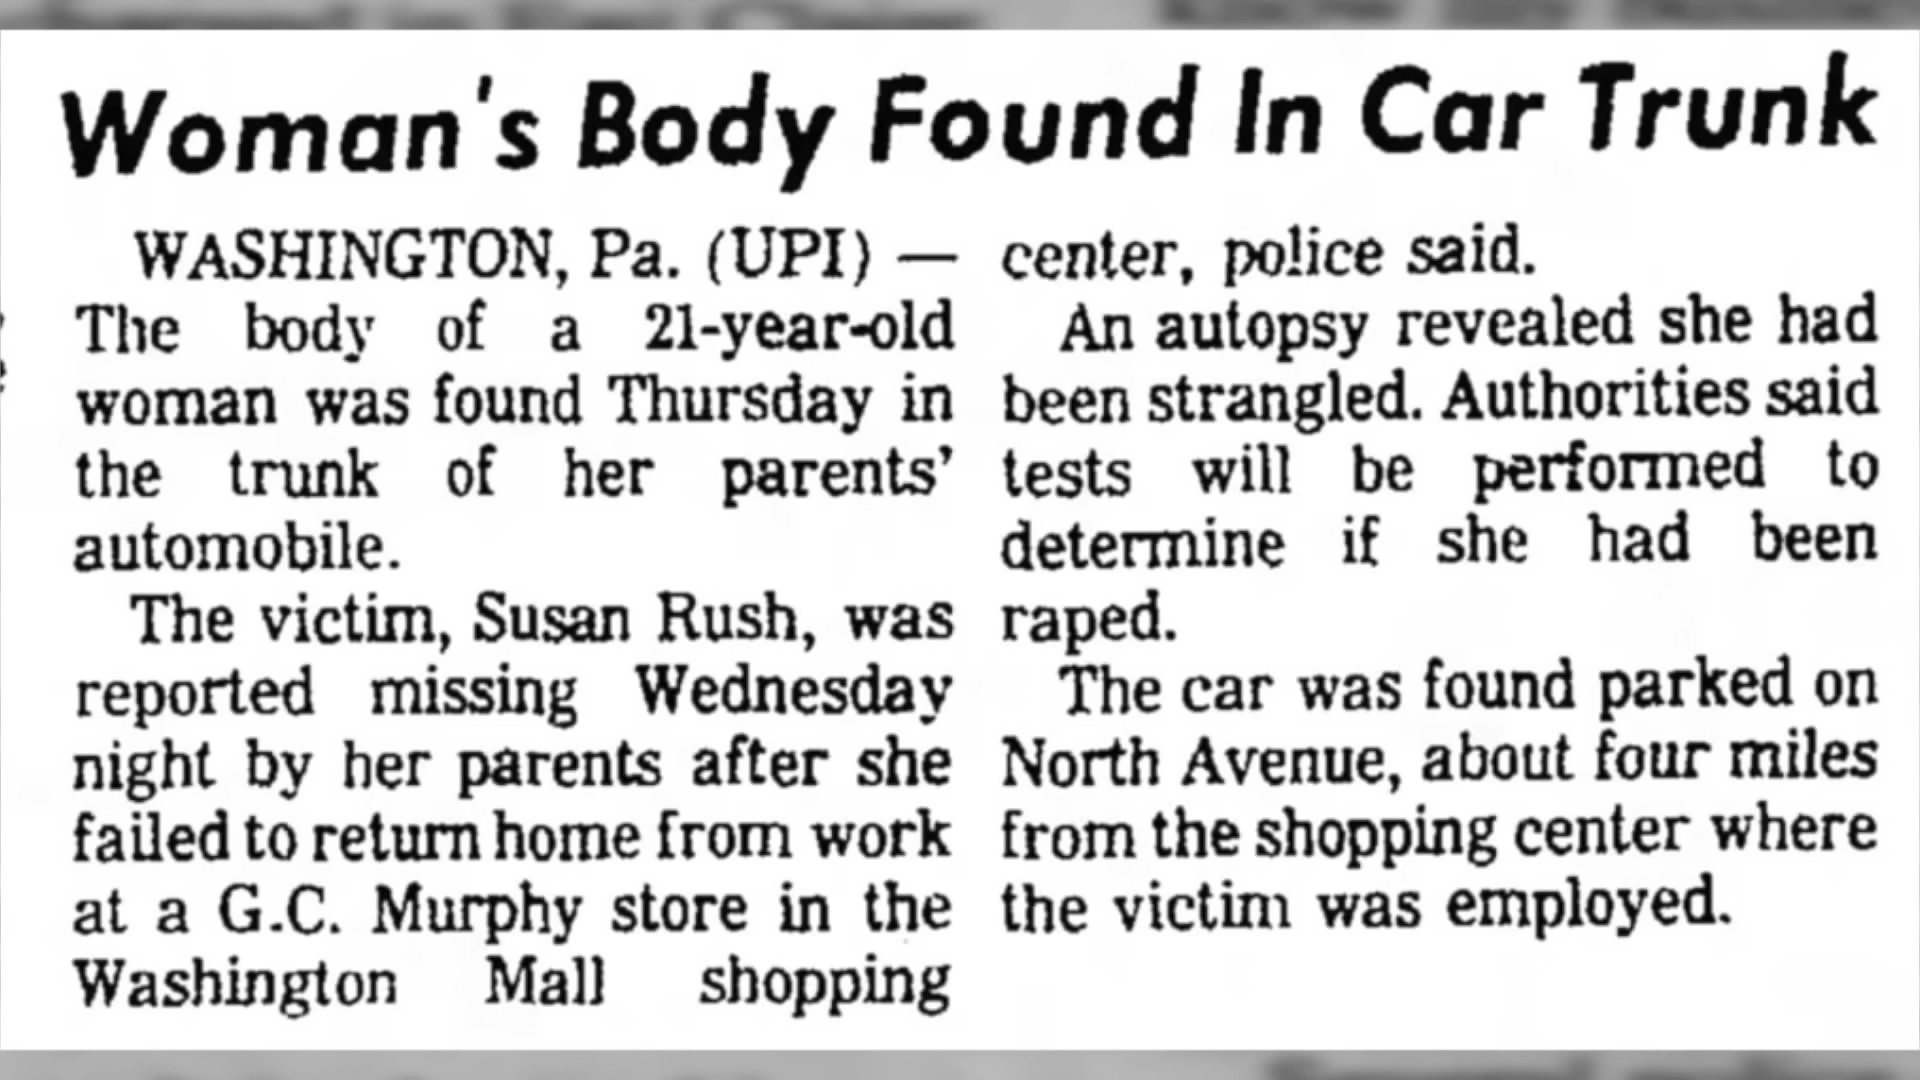 Woman's Body Found In Car Trunk
WASHINGTON, Pa. (UPI) —
The body of a 21-year-old
woman was found Thursday in
the trunk of her parents'
automobile.
The victim, Susan Rush, was
reported missing Wednesday
night by her parents after she
failed to return home from work
at a G.C. Murphy store in the
Washington Mall shopping
center, police said.
An autopsy revealed she had
been strangled. Authorities said
tests will be performed to
determine if she had been
raped.
The car was found parked on
North Avenue, about four miles
from the shopping center where
the victim was employed.